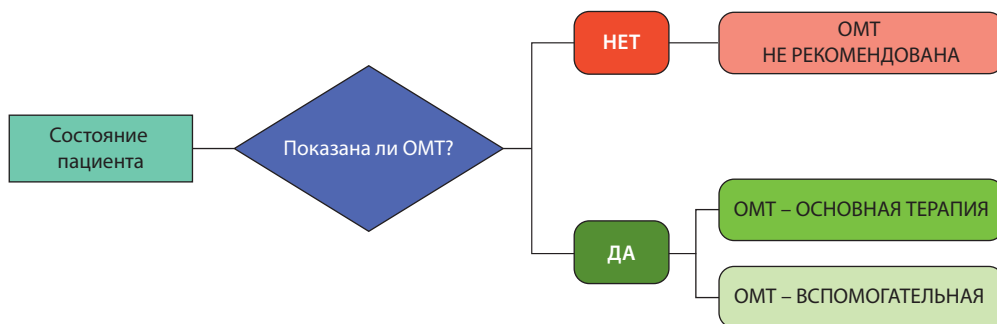 Состояние
пациента
Показана ли ОМТ?
НЕТ
ОМТ
НЕ РЕКОМЕНДОВАНА
ДА
ОМТ – ОСНОВНАЯ ТЕРАПИЯ
ОМТ – ВСПОМОГАТЕЛЬНАЯ